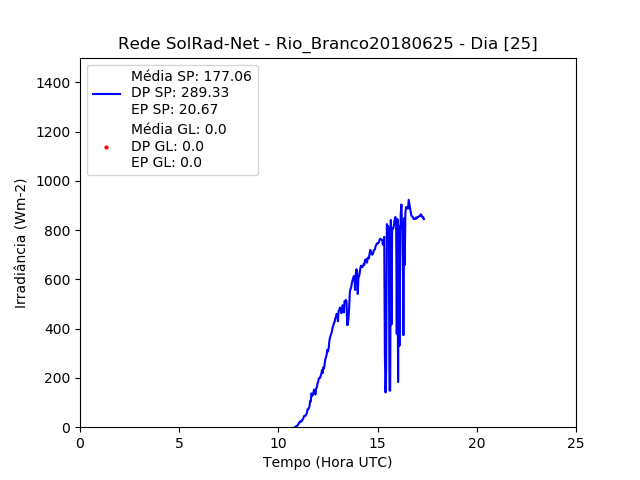 Rede SolRad-Net - Rio_Branco20180625 - Dia [25]
Média SP: 177.06
DP SP: 289.33
EP SP: 20.67
Média GL: 0.0
DP GL: 0.0
EP GL: 0.0
1400
1200
1000
800
600
400
200
0
Irradiância (Wm-2)
0 5 10 15 20 25
Tempo (Hora UTC)